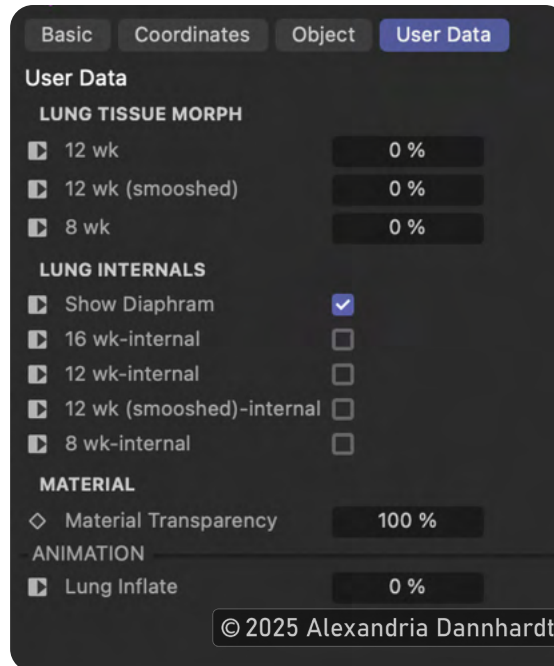 Basic Coordinates Object User Data
User Data
LUNG TISSUE MORPH
12 wk 0 %
12 wk (smooshed) 0 %
8 wk 0 %
LUNG INTERNALS
Show Diaphram
16 wk-internal
12 wk-internal
12 wk (smooshed)-internal
8 wk-internal
MATERIAL
Material Transparency 100 %
ANIMATION
Lung Inflate 0 %
© 2025 Alexandria Dannhardt